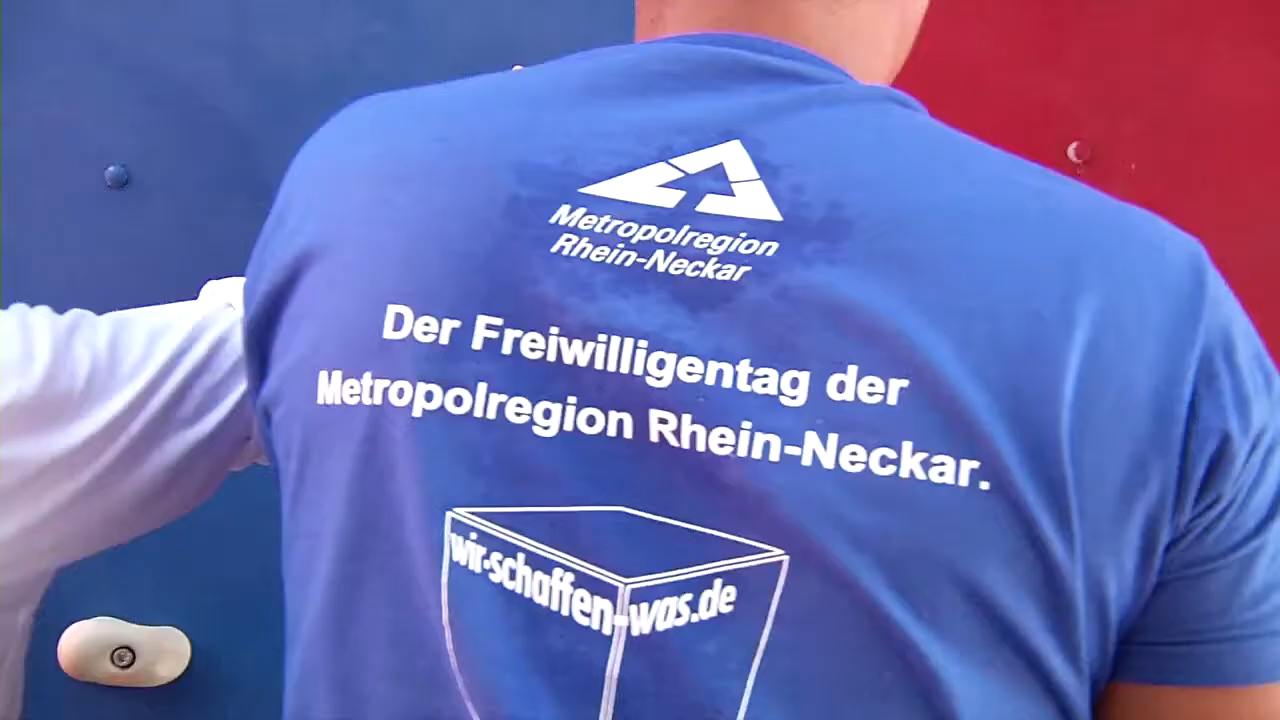 Metropolregion
Rhein-Neckar
Der Freiwilligentag der
Metropolregion Rhein-Neckar.
wir-schaffen-was.de